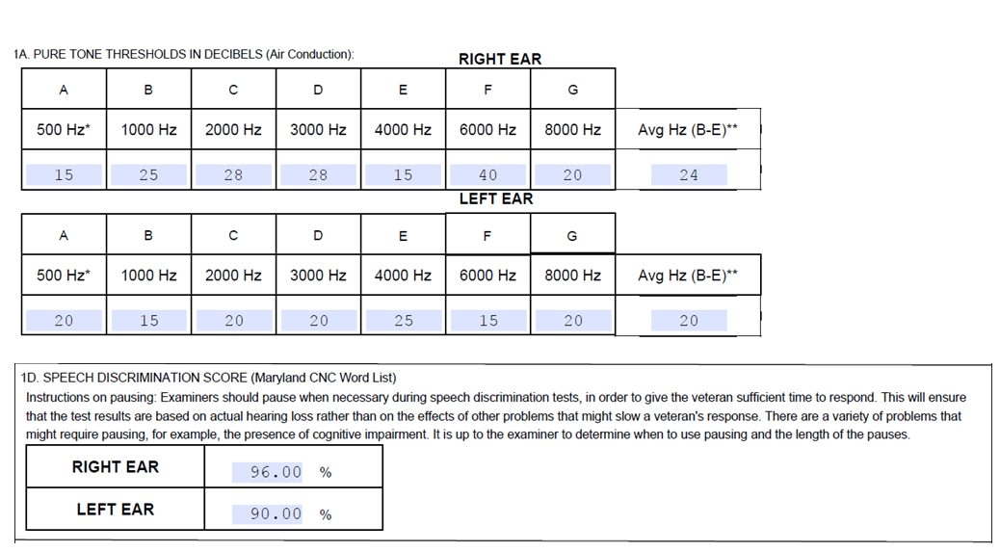 1A. PURE TONE THRESHOLDS IN DECIBELS (Air Conduction):
RIGHT EAR
A B C D E F G
500 Hz* 1000 Hz 2000 Hz 3000 Hz 4000 Hz 6000 Hz 8000 Hz Avg Hz (B-E)**
15 25 28 28 15 40 20 24
LEFT EAR
A B C D E F G
500 Hz* 1000 Hz 2000 Hz 3000 Hz 4000 Hz 6000 Hz 8000 Hz Avg Hz (B-E)**
20 15 20 20 25 15 20 20
1D. SPEECH DISCRIMINATION SCORE (Maryland CNC Word List)
Instructions on pausing: Examiners should pause when necessary during speech discrimination tests, in order to give the veteran sufficient time to respond. This will ensure
that the test results are based on actual hearing loss rather than on the effects of other problems that might slow a veteran's response. There are a variety of problems that
might require pausing, for example, the presence of cognitive impairment. It is up to the examiner to determine when to use pausing and the length of the pauses.
RIGHT EAR 96.00 %
LEFT EAR 90.00 %